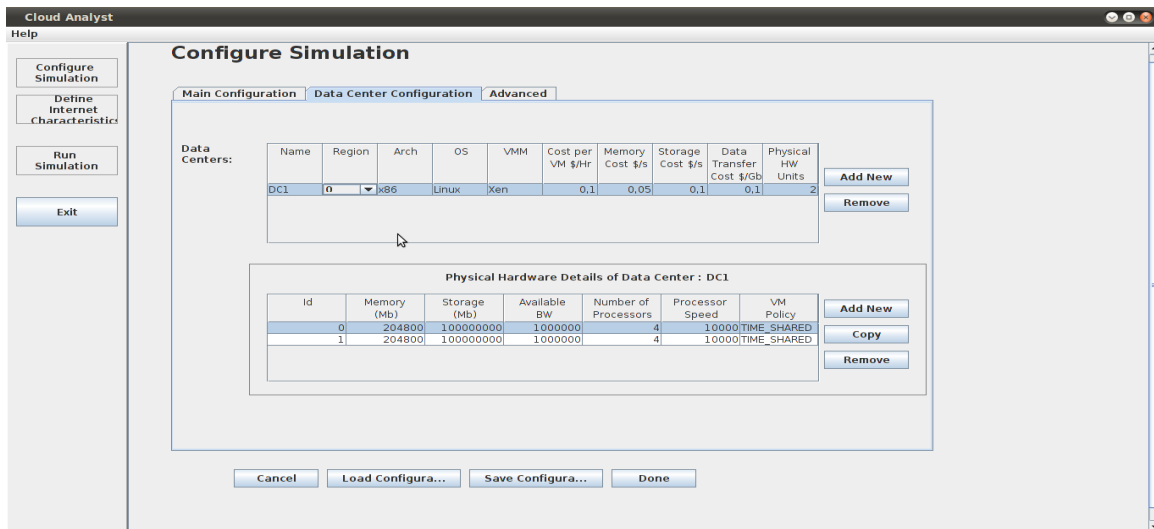 Cloud Analyst
Help
Configure Simulation
Configure
Simulation
Define
Internet
Characteristics
Run
Simulation
Exit
Main Configuration Data Center Configuration Advanced
Data
Centers:
Name Region Arch OS VMM Cost per VM $/Hr Memory Cost $/s Storage Cost $/s Data Transfer Cost $/Gb Physical HW Units
DC1 0 x86 Linux Xen 0,1 0,05 0,1 0,1 2
Add New
Remove
Physical Hardware Details of Data Center : DC1
Id Memory (Mb) Storage (Mb) Available BW Number of Processors Processor Speed VM Policy
0 204800 100000000 1000000 4 10000 TIME_SHARED
1 204800 100000000 1000000 4 10000 TIME_SHARED
Add New
Copy
Remove
Cancel Load Configura... Save Configura... Done